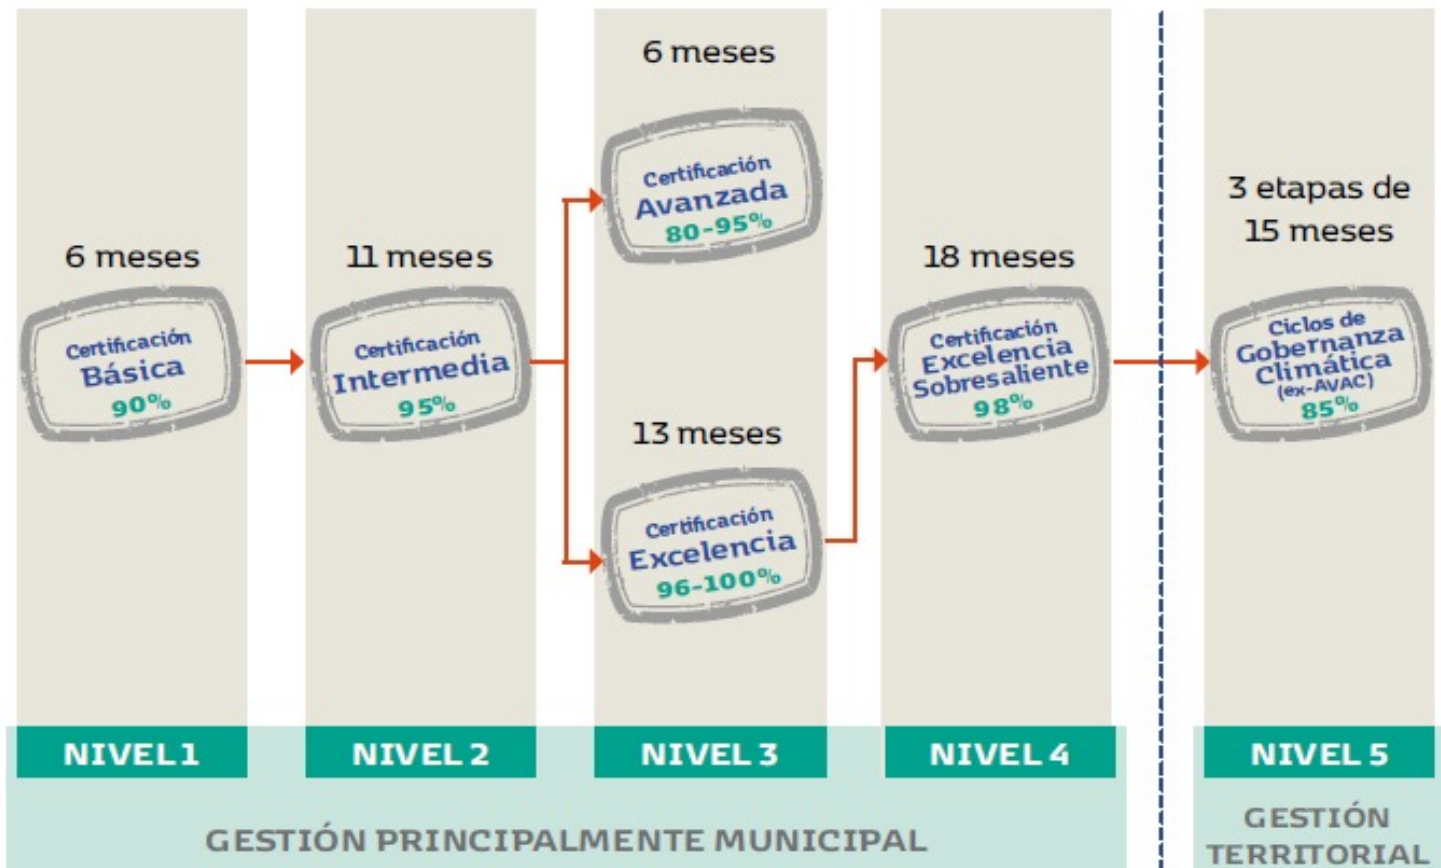 6 meses
Certificación
Básica
90%
11 meses
Certificación
Intermedia
95%
6 meses
Certificación
Avanzada
80-95%
13 meses
Certificación
Excelencia
96-100%
18 meses
Certificación
Excelencia
Sobresaliente
98%
3 etapas de
15 meses
Ciclos de
Gobernanza
Climática
(ex-AVAC)
85%
NIVEL 1
NIVEL 2
NIVEL 3
NIVEL 4
NIVEL 5
GESTIÓN PRINCIPALMENTE MUNICIPAL
GESTIÓN
TERRITORIAL